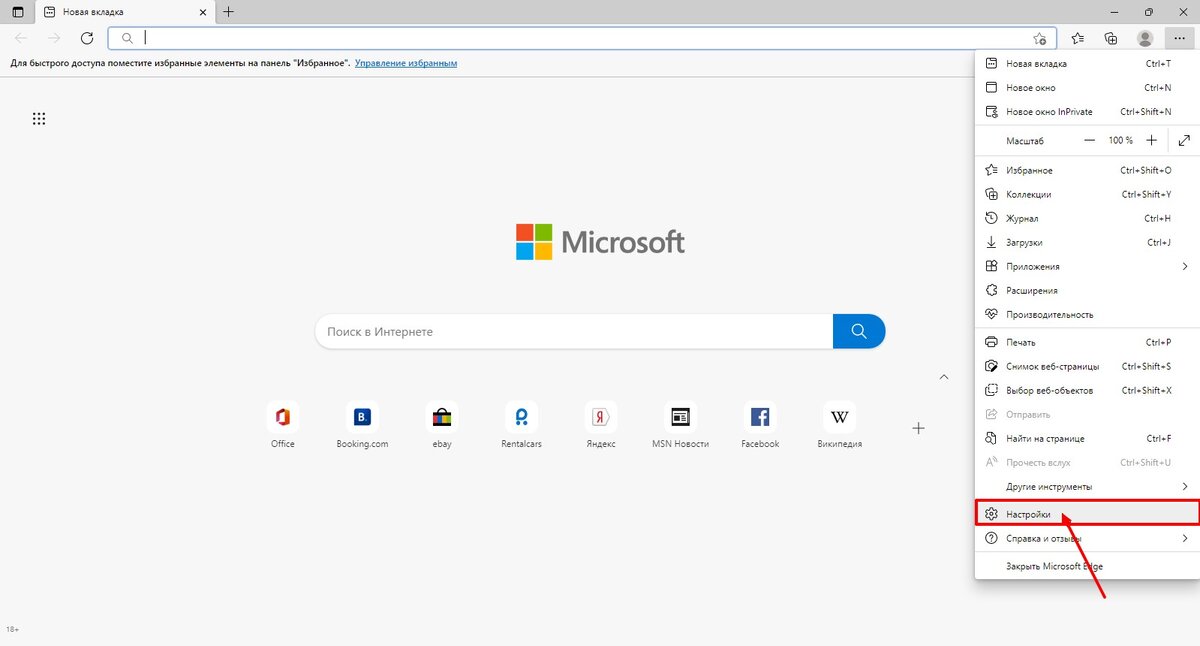 Новая вкладка
Для быстрого доступа поместите избранные элементы на панель "Избранное". Управление избранным
Microsoft
Поиск в Интернете
Office
Booking.com
ebay
Rentalcars
Яндекс
MSN Новости
Facebook
Википедия
18+
Новая вкладка Ctrl+T
Новое окно Ctrl+N
Новое окно InPrivate Ctrl+Shift+N
Масштаб — 100 % +
Избранное Ctrl+Shift+O
Коллекции Ctrl+Shift+Y
Журнал Ctrl+H
Загрузки Ctrl+J
Приложения
Расширения
Производительность
Печать Ctrl+P
Снимок веб-страницы Ctrl+Shift+S
Выбор веб-объектов Ctrl+Shift+X
Отправить
Найти на странице Ctrl+F
Прочесть вслух Ctrl+Shift+U
Другие инструменты
Настройки
Справка и отзывы
Закрыть Microsoft Edge